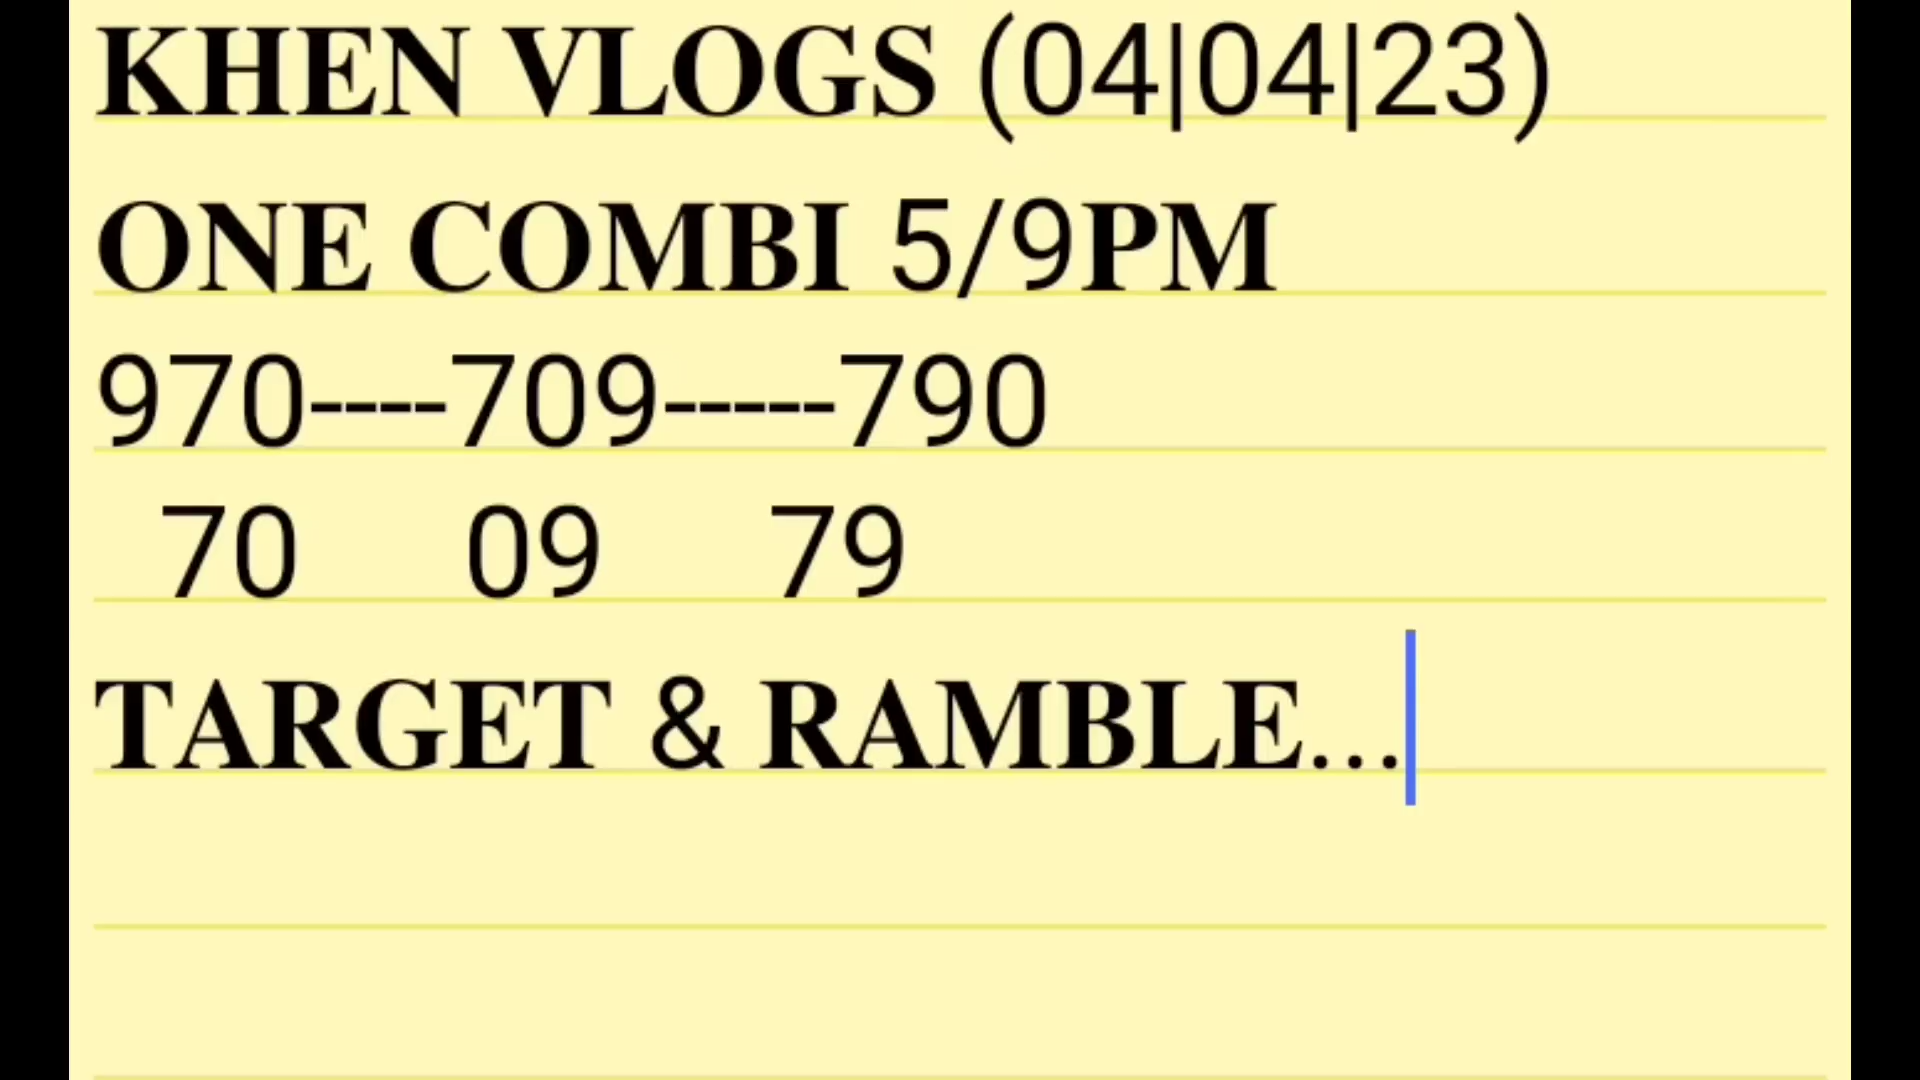 KHEN VLOGS (04|04|23)
ONE COMBI 5/9PM
970----709-----790
70 09 79
TARGET & RAMBLE...